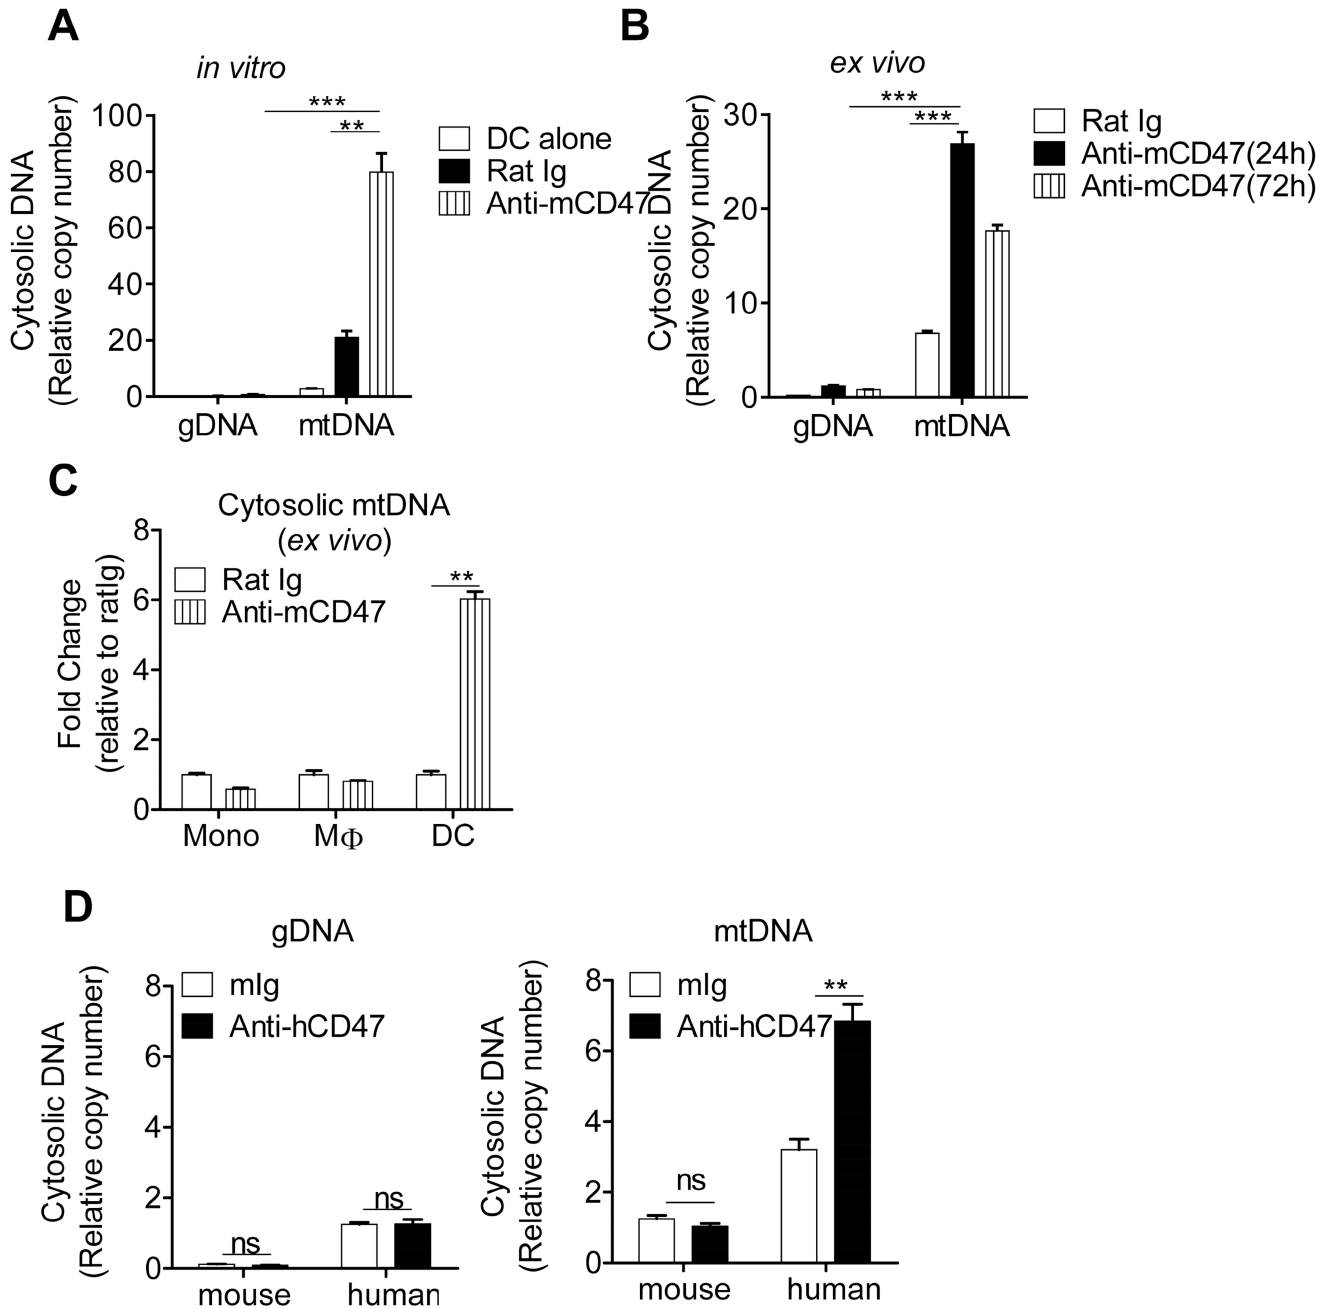 A
in vitro
***
**
Cytosolic DNA
(Relative copy number)
100
80
60
40
20
0
gDNA
mtDNA
DC alone
Rat Ig
Anti-mCD47
B
ex vivo
***
***
Cytosolic DNA
(Relative copy number)
30
20
10
0
gDNA
mtDNA
Rat Ig
Anti-mCD47(24h)
Anti-mCD47(72h)
C
Cytosolic mtDNA
(ex vivo)
Rat Ig
Anti-mCD47
**
Fold Change
(relative to ratIg)
8
6
4
2
0
Mono
MΦ
DC
D
gDNA
mIg
Anti-hCD47
Cytosolic DNA
(Relative copy number)
8
6
4
2
0
ns
ns
mouse
human
mtDNA
mIg
Anti-hCD47
**
Cytosolic DNA
(Relative copy number)
8
6
4
2
0
ns
mouse
human